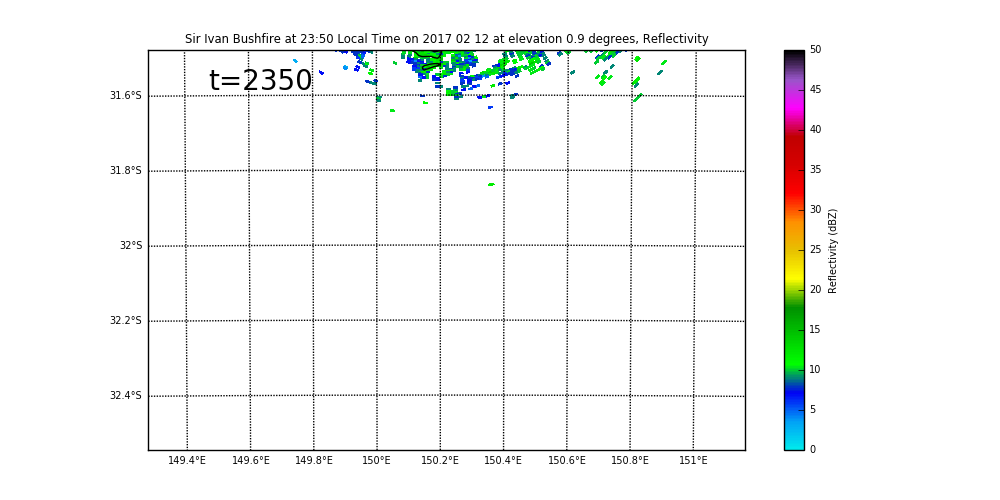 Sir Ivan Bushfire at 23:50 Local Time on 2017 02 12 at elevation 0.9 degrees, Reflectivity
t=2350
31.6°S
31.8°S
32°S
32.2°S
32.4°S
149.4°E 149.6°E 149.8°E 150°E 150.2°E 150.4°E 150.6°E 150.8°E 151°E
50
45
40
35
30
25
20
15
10
5
0
Reflectivity (dBZ)